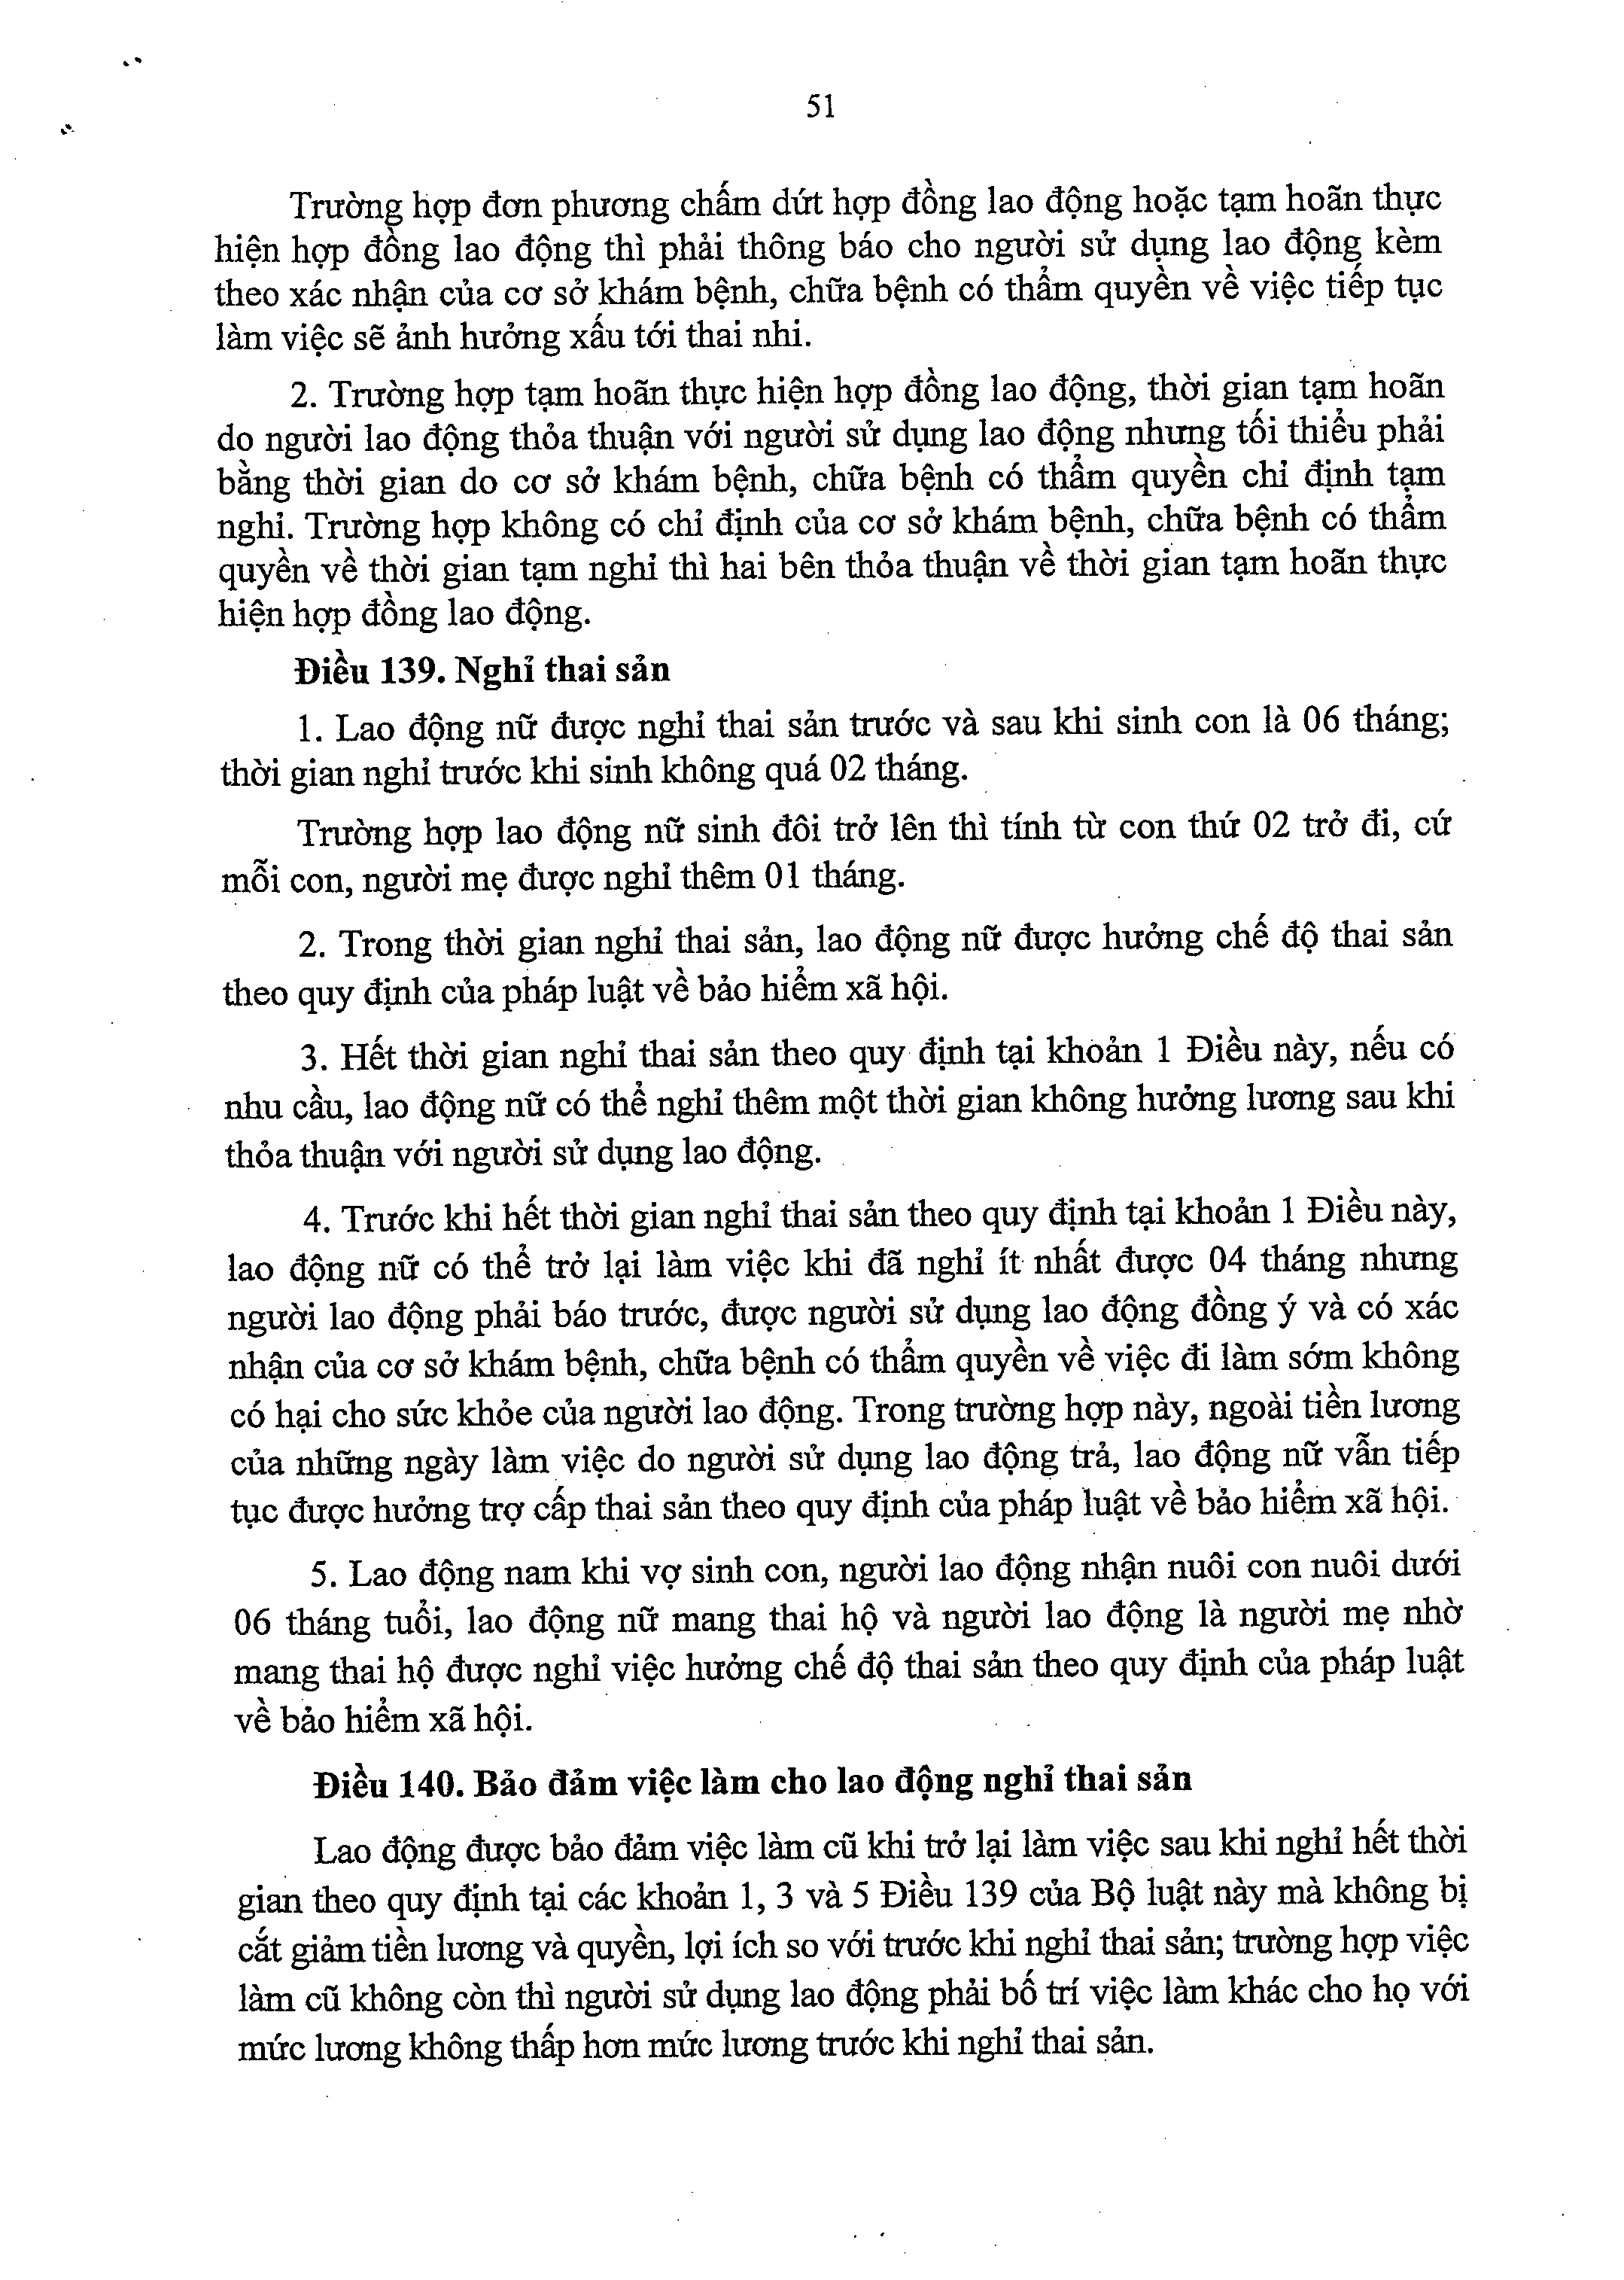 51
Trường hợp đơn phương chấm dứt hợp đồng lao động hoặc tạm hoãn thực
hiện hợp đồng lao động thì phải thông báo cho người sử dụng lao động kèm
theo xác nhận của cơ sở khám bệnh, chữa bệnh có thẩm quyền về việc tiếp tục
làm việc sẽ ảnh hưởng xấu tới thai nhi.
2. Trường hợp tạm hoãn thực hiện hợp đồng lao động, thời gian tạm hoãn
do người lao động thỏa thuận với người sử dụng lao động nhưng tối thiểu phải
bằng thời gian do cơ sở khám bệnh, chữa bệnh có thẩm quyền chỉ định tạm
nghỉ. Trường hợp không có chỉ định của cơ sở khám bệnh, chữa bệnh có thẩm
quyền về thời gian tạm nghỉ thì hai bên thỏa thuận về thời gian tạm hoãn thực
hiện hợp đồng lao động.
Điều 139. Nghỉ thai sản
1. Lao động nữ được nghỉ thai sản trước và sau khi sinh con là 06 tháng;
thời gian nghỉ trước khi sinh không quá 02 tháng.
Trường hợp lao động nữ sinh đôi trở lên thì tính từ con thứ 02 trở đi, cứ
mỗi con, người mẹ được nghỉ thêm 01 tháng.
2. Trong thời gian nghỉ thai sản, lao động nữ được hưởng chế độ thai sản
theo quy định của pháp luật về bảo hiểm xã hội.
3. Hết thời gian nghỉ thai sản theo quy định tại khoản 1 Điều này, nếu có
nhu cầu, lao động nữ có thể nghỉ thêm một thời gian không hưởng lương sau khi
thỏa thuận với người sử dụng lao động.
4. Trước khi hết thời gian nghỉ thai sản theo quy định tại khoản 1 Điều này,
lao động nữ có thể trở lại làm việc khi đã nghỉ ít nhất được 04 tháng nhưng
người lao động phải báo trước, được người sử dụng lao động đồng ý và có xác
nhận của cơ sở khám bệnh, chữa bệnh có thẩm quyền về việc đi làm sớm không
có hại cho sức khỏe của người lao động. Trong trường hợp này, ngoài tiền lương
của những ngày làm việc do người sử dụng lao động trả, lao động nữ vẫn tiếp
tục được hưởng trợ cấp thai sản theo quy định của pháp luật về bảo hiểm xã hội.
5. Lao động nam khi vợ sinh con, người lao động nhận nuôi con nuôi dưới
06 tháng tuổi, lao động nữ mang thai hộ và người lao động là người mẹ nhờ
mang thai hộ được nghỉ việc hưởng chế độ thai sản theo quy định của pháp luật
về bảo hiểm xã hội.
Điều 140. Bảo đảm việc làm cho lao động nghỉ thai sản
Lao động được bảo đảm việc làm cũ khi trở lại làm việc sau khi nghỉ hết thời
gian theo quy định tại các khoản 1, 3 và 5 Điều 139 của Bộ luật này mà không bị
cắt giảm tiền lương và quyền, lợi ích so với trước khi nghỉ thai sản; trường hợp việc
làm cũ không còn thì người sử dụng lao động phải bố trí việc làm khác cho họ với
mức lương không thấp hơn mức lương trước khi nghỉ thai sản.